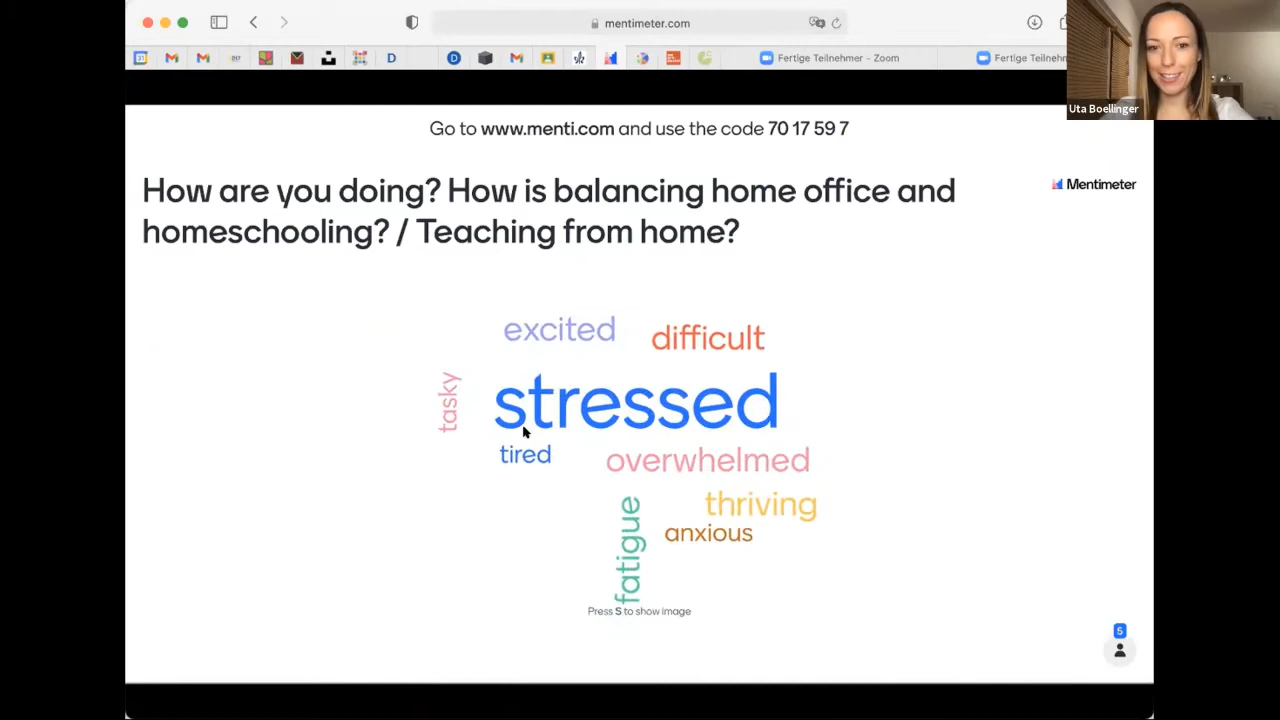 mentimeter.com
Fertige Teilnehmer - Zoom
Fertige Teilnehm
Uta Boellinger
Go to www.menti.com and use the code 70 17 59 7
How are you doing? How is balancing home office and
homeschooling? / Teaching from home?
Mentimeter
excited
difficult
tasky
stressed
tired
overwhelmed
thriving
anxious
fatigue
Press S to show image
5